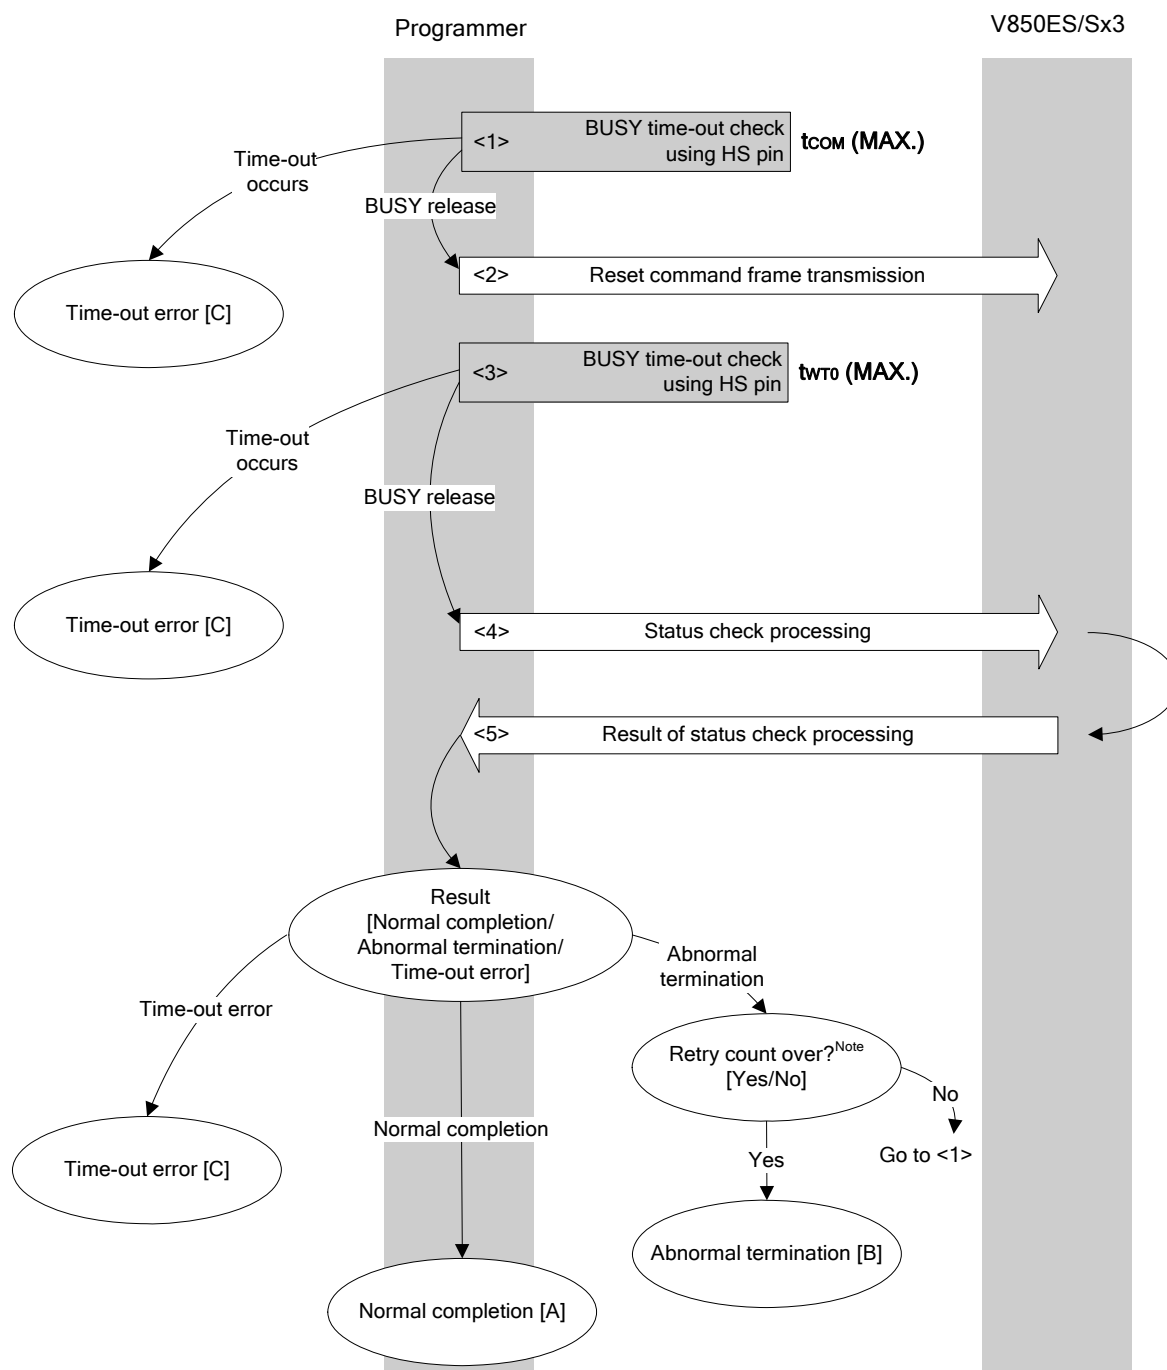 Programmer
V850ES/Sx3
<1>
BUSY time-out check
using HS pin
tCOM (MAX.)
Time-out
occurs
BUSY release
<2>
Reset command frame transmission
Time-out error [C]
<3>
BUSY time-out check
using HS pin
tWT0 (MAX.)
Time-out
occurs
BUSY release
<4>
Status check processing
Time-out error [C]
<5>
Result of status check processing
Result
[Normal completion/
Abnormal termination/
Time-out error]
Abnormal
termination
Time-out error
Retry count over?Note
[Yes/No]
No
Go to <1>
Normal completion
Yes
Time-out error [C]
Abnormal termination [B]
Normal completion [A]